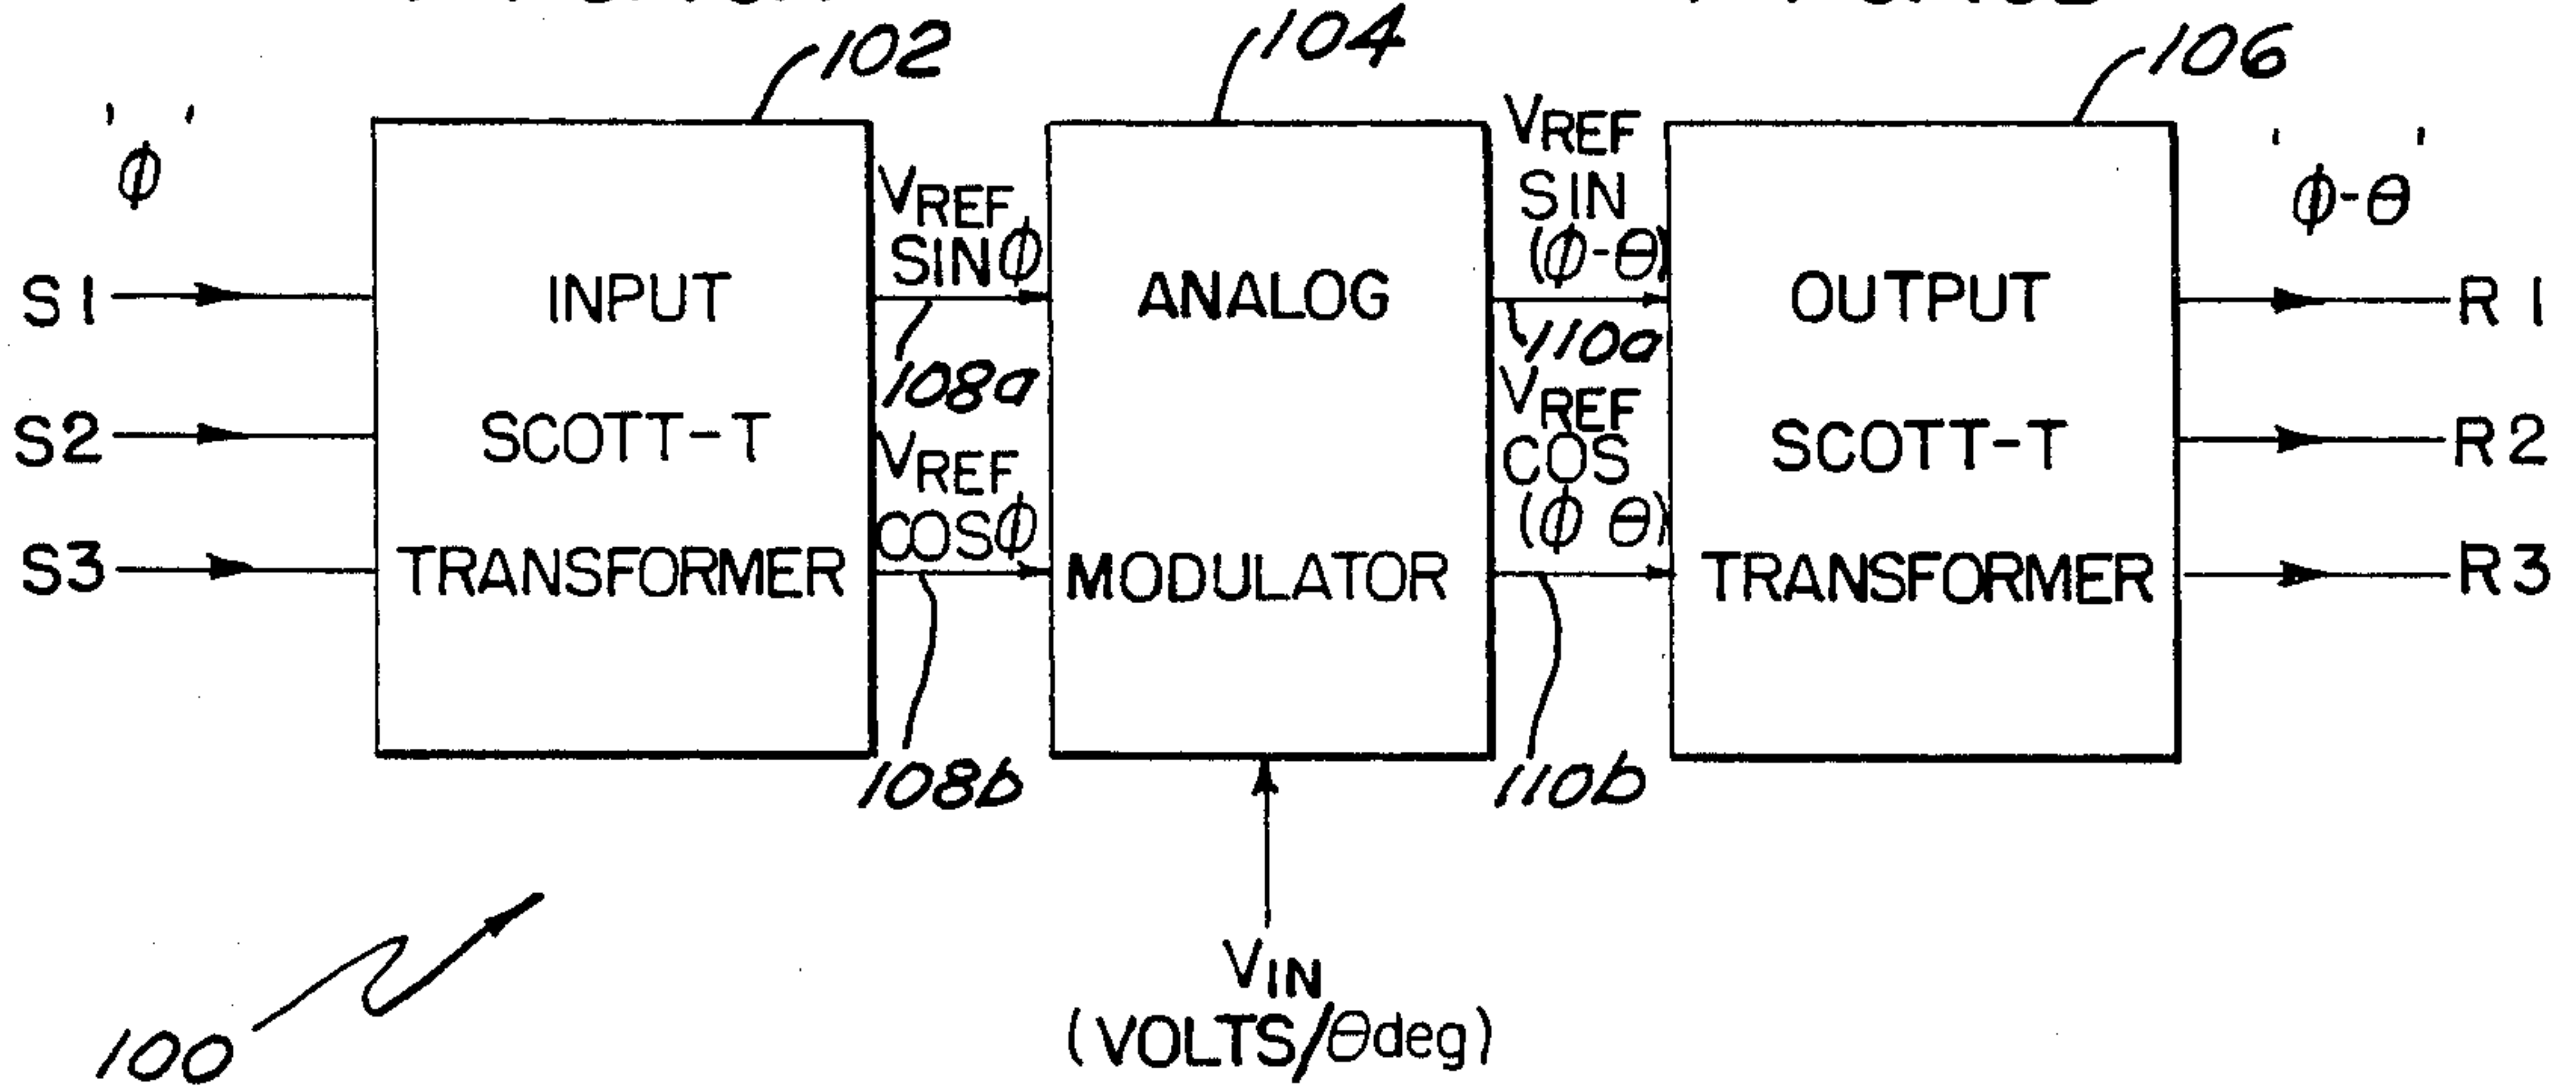 102
104
106
'ϕ'
VREF
SINϕ
VREF
SIN
(ϕ-θ)
'ϕ-θ'
S1
S2
S3
INPUT
SCOTT-T
TRANSFORMER
108a
VREF
COSϕ
108b
ANALOG
MODULATOR
110a
VREF
COS
(ϕ θ)
110b
OUTPUT
SCOTT-T
TRANSFORMER
R1
R2
R3
VIN
(VOLTS/θdeg)
100